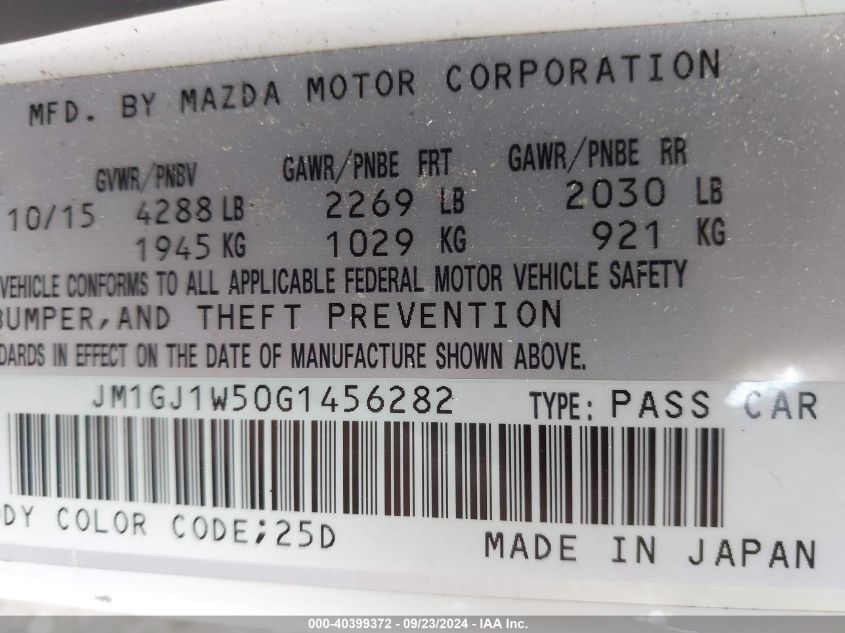 MFD. BY MAZDA MOTOR CORPORATION
GVWR/PNBV GAWR/PNBE FRT GAWR/PNBE RR
10/15 4288 LB 2269 LB 2030 LB
1945 KG 1029 KG 921 KG
VEHICLE CONFORMS TO ALL APPLICABLE FEDERAL MOTOR VEHICLE SAFETY
BUMPER, AND THEFT PREVENTION
DARDS IN EFFECT ON THE DATE OF MANUFACTURE SHOWN ABOVE.
JM1GJ1W50G1456282 TYPE: PASS CAR
ODY COLOR CODE;25D
MADE IN JAPAN
000-40399372 - 09/23/2024 - IAA Inc.